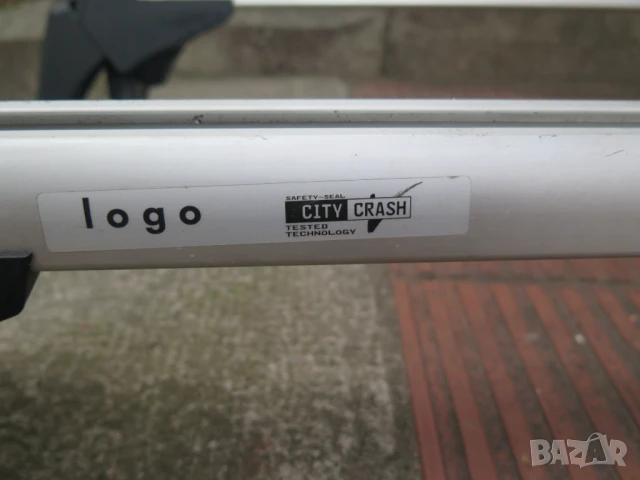 logo
SAFETY-SEAL
CITY CRASH
TESTED
TECHNOLOGY
BAZAR